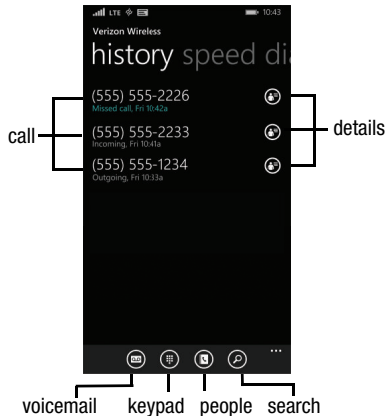 LTE 10:43
Verizon Wireless
history speed di
(555) 555-2226
Missed call, Fri 10:42a
(555) 555-2233
Incoming, Fri 10:41a
(555) 555-1234
Outgoing, Fri 10:33a
call
details
...
voicemail keypad people search